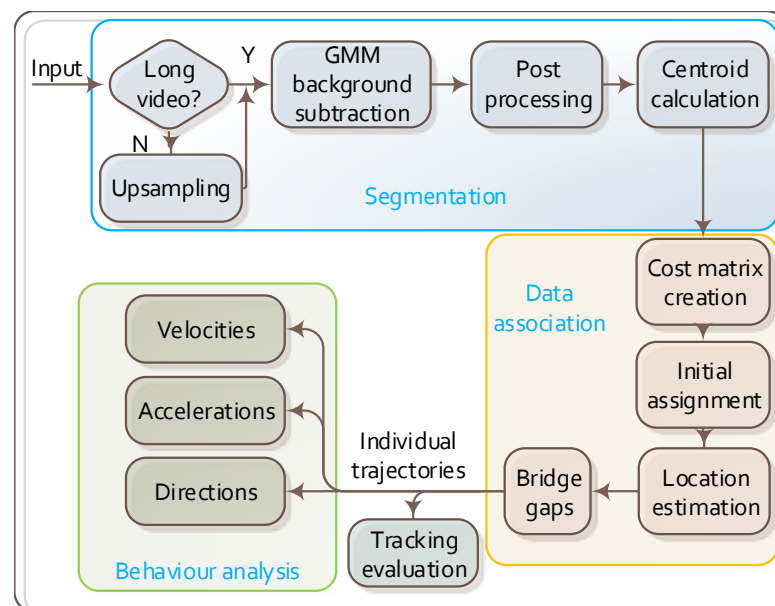 Input
Long
video?
Y
N
Upsampling
GMM
background
subtraction
Post
processing
Centroid
calculation
Segmentation
Cost matrix
creation
Data
association
Initial
assignment
Location
estimation
Bridge
gaps
Individual
trajectories
Tracking
evaluation
Velocities
Accelerations
Directions
Behaviour analysis